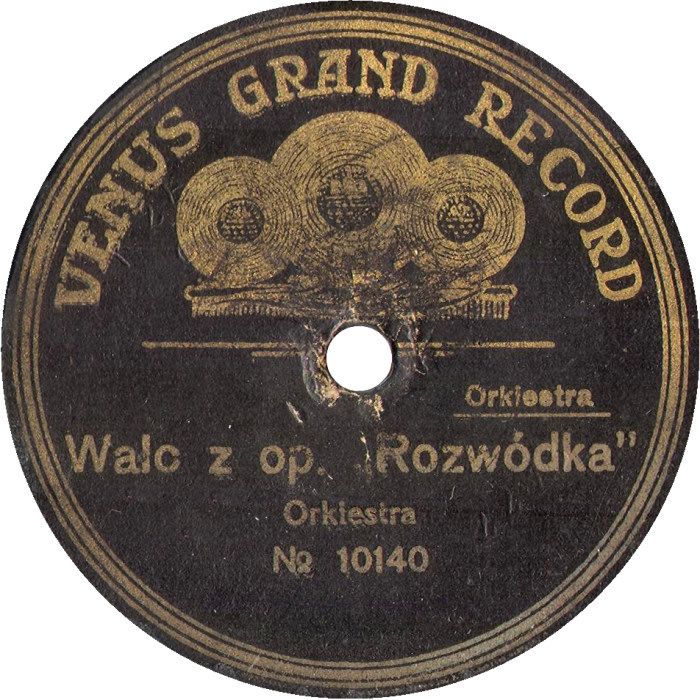 VENUS GRAND RECORD
Orkiestra
Walc z op. „Rozwódka”
Orkiestra
№ 10140